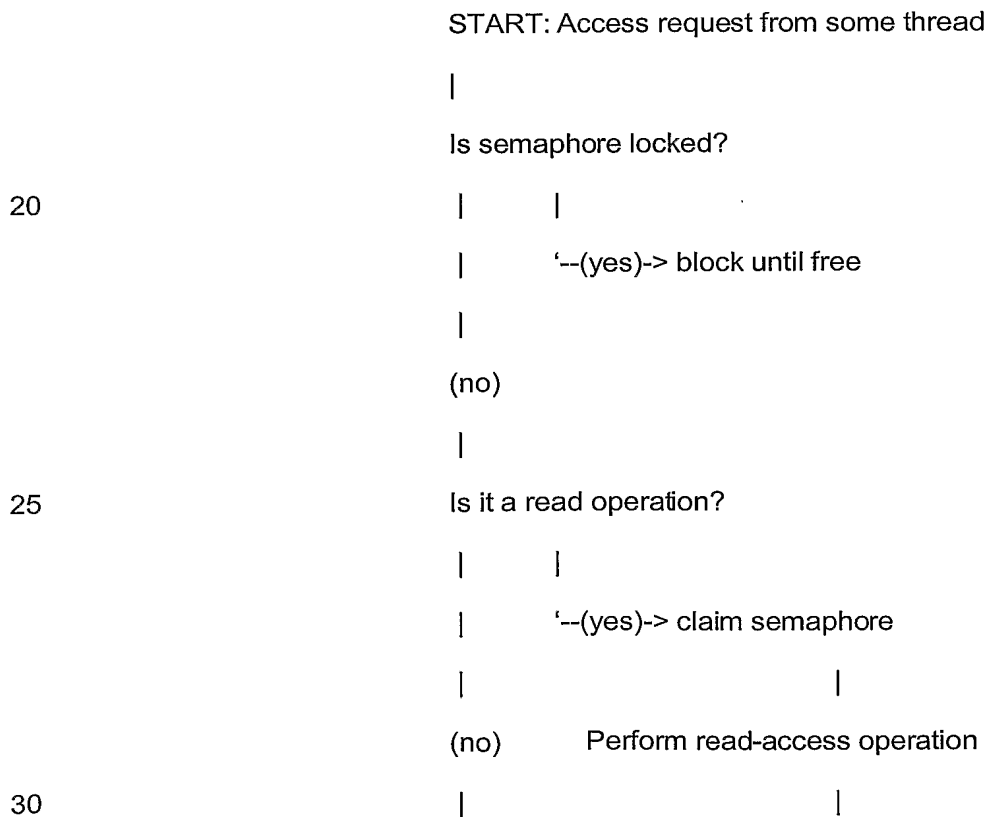 START: Access request from some thread
|
Is semaphore locked?
20 | |
| '--(yes)-> block until free
|
(no)
|
25 Is it a read operation?
| |
| '--(yes)-> claim semaphore
| |
(no) Perform read-access operation
30 | |